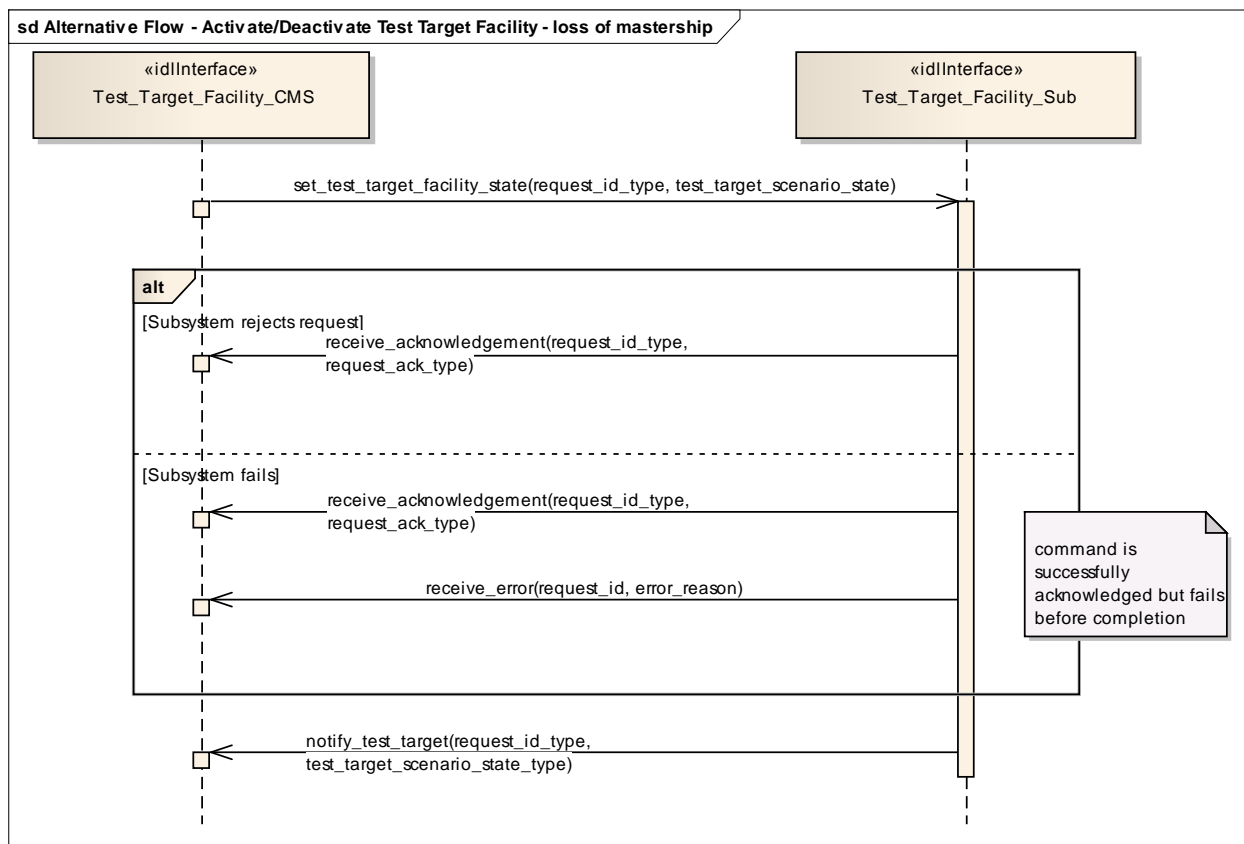 sd Alternative Flow - Activate/Deactivate Test Target Facility - loss of mastership
«idlInterface»
Test_Target_Facility_CMS
«idlInterface»
Test_Target_Facility_Sub
set_test_target_facility_state(request_id_type, test_target_scenario_state)
alt
[Subsystem rejects request]
receive_acknowledgement(request_id_type,
request_ack_type)
[Subsystem fails]
receive_acknowledgement(request_id_type,
request_ack_type)
command is
successfully
acknowledged but fails
before completion
receive_error(request_id, error_reason)
notify_test_target(request_id_type,
test_target_scenario_state_type)